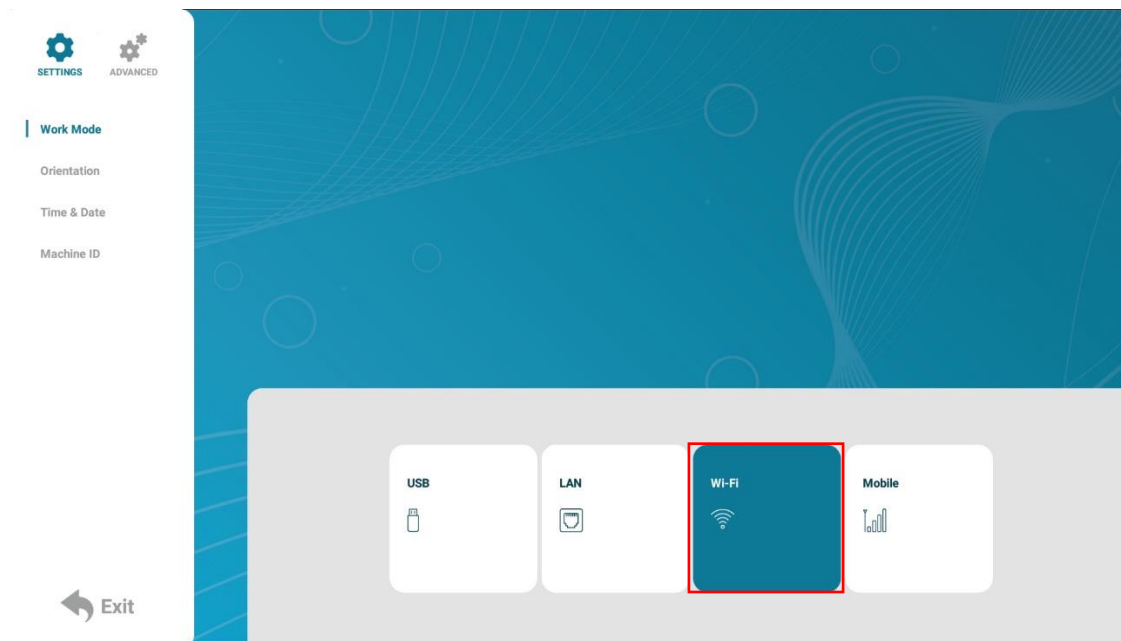 SETTINGS ADVANCED
Work Mode
Orientation
Time & Date
Machine ID
USB LAN Wi-Fi Mobile
Exit